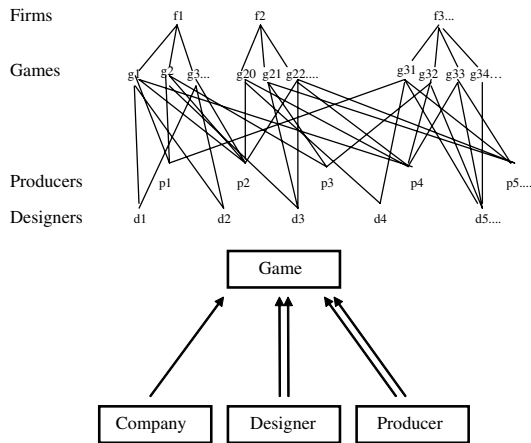 Firms f1 f2 f3...
Games g1 g2 g3... g20 g21 g22.... g31 g32 g33 g34...
Producers p1 p2 p3 p4 p5....
Designers d1 d2 d3 d4 d5....
Game
Company Designer Producer